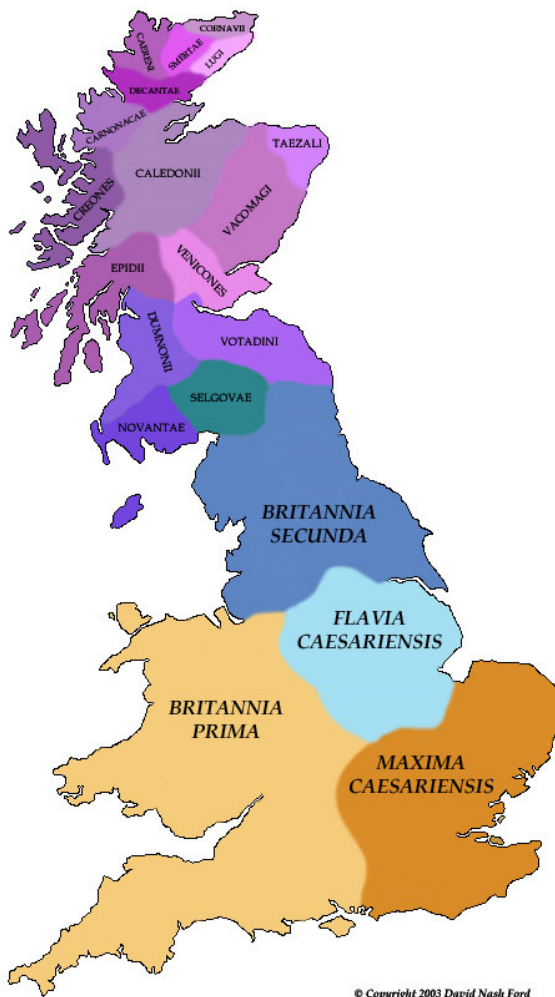 CORNAVII
CAERENI
SMERTAE
LUGI
DECANTAE
CARNONACAE
TAEZALI
CALEDONII
CREONES
VACOMAGI
EPIDII
VENICONES
DUMNONII
VOTADINI
SELGOVAE
NOVANTAE
BRITANNIA
SECUNDA
FLAVIA
CAESARIENSIS
BRITANNIA
PRIMA
MAXIMA
CAESARIENSIS
© Copyright 2003 David Nash Ford